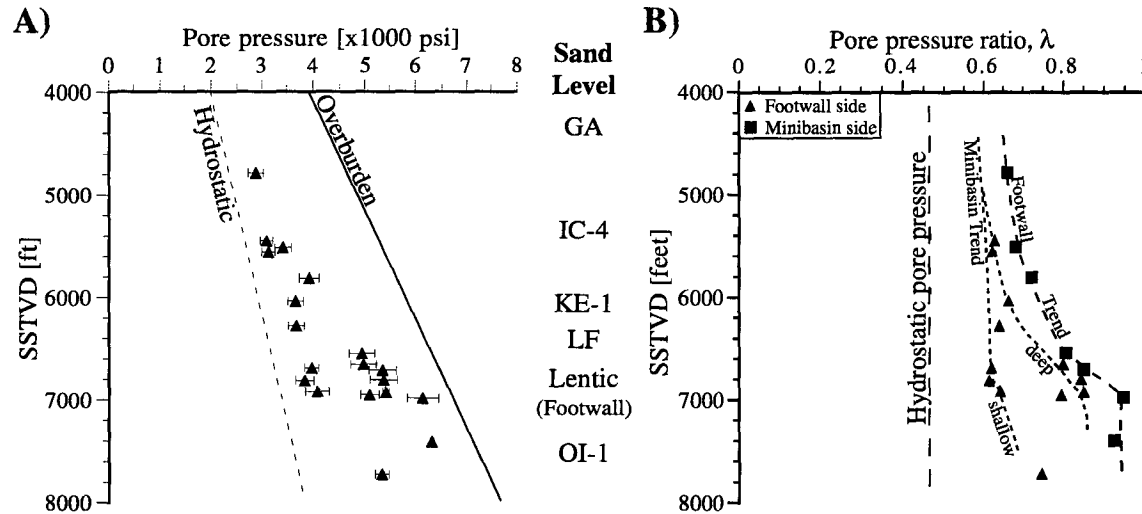 A)
Pore pressure [x1000 psi]
0 1 2 3 4 5 6 7 8
4000
5000
6000
7000
8000
SSTVD [ft]
Hydrostatic
Overburden
Sand
Level
GA
IC-4
KE-1
LF
Lentic
(Footwall)
OI-1
B)
Pore pressure ratio, λ
0 0.2 0.4 0.6 0.8
4000
5000
6000
7000
8000
SSTVD [feet]
▲ Footwall side
■ Minibasin side
Hydrostatic pore pressure
Minibasin Trend
Footwall
Trend
deep
shallow